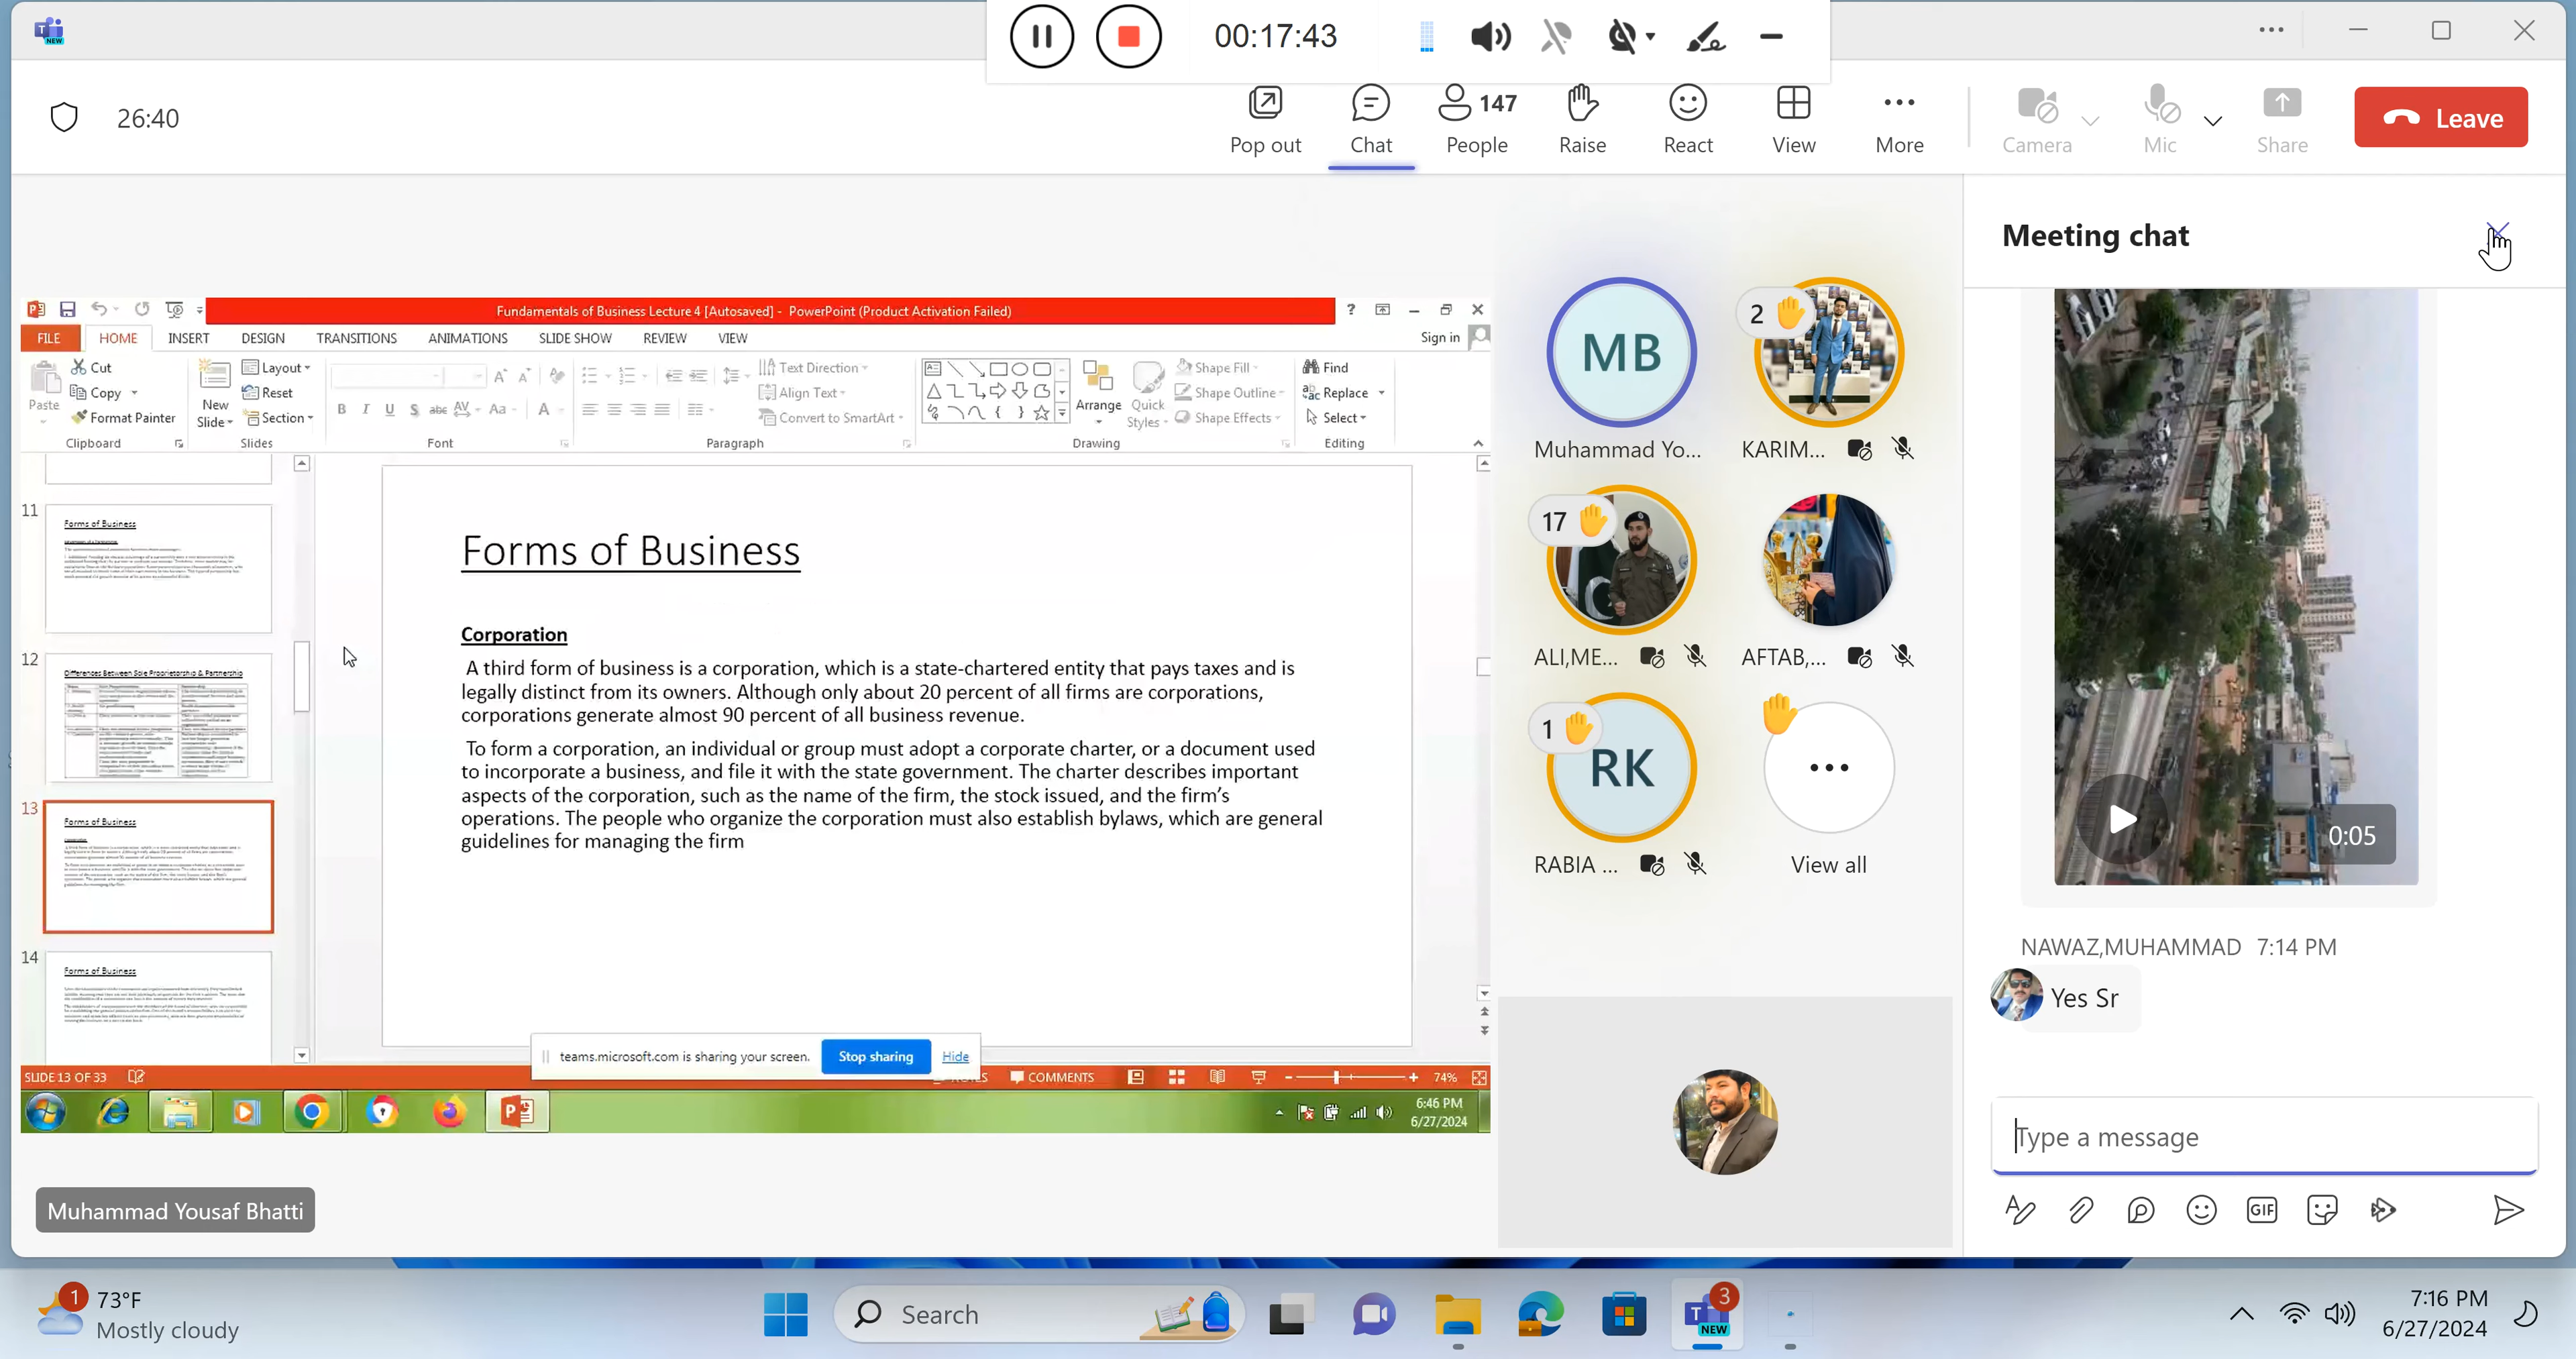 00:17:43
26:40
Pop out
Chat
147
People
Raise
React
View
More
Camera
Mic
Share
Leave
Fundamentals of Business Lecture 4 [Autosaved] - PowerPoint (Product Activation Failed)
FILE HOME INSERT DESIGN TRANSITIONS ANIMATIONS SLIDE SHOW REVIEW VIEW
Sign in
Paste
Cut
Copy
Format Painter
Clipboard
New
Slide
Layout
Reset
Section
Slides
B I U S abc AV Aa A
Font
Text Direction
Align Text
Convert to SmartArt
Paragraph
Arrange
Quick
Styles
Shape Fill
Shape Outline
Shape Effects
Drawing
Find
Replace
Select
Editing
11
Forms of Business
12
Differences Between Sole Proprietorship & Partnership
13
Forms of Business
14
Forms of Business
Forms of Business
Corporation
A third form of business is a corporation, which is a state-chartered entity that pays taxes and is
legally distinct from its owners. Although only about 20 percent of all firms are corporations,
corporations generate almost 90 percent of all business revenue.
To form a corporation, an individual or group must adopt a corporate charter, or a document used
to incorporate a business, and file it with the state government. The charter describes important
aspects of the corporation, such as the name of the firm, the stock issued, and the firm's
operations. The people who organize the corporation must also establish bylaws, which are general
guidelines for managing the firm
teams.microsoft.com is sharing your screen. Stop sharing Hide
SLIDE 13 OF 33
COMMENTS
74%
6:46 PM
6/27/2024
Muhammad Yousaf Bhatti
MB
Muhammad Yo...
2
KARIM...
17
ALI,ME...
AFTAB,...
1
RK
RABIA ...
View all
Meeting chat
0:05
NAWAZ,MUHAMMAD 7:14 PM
Yes Sr
Type a message
GIF
1
73°F
Mostly cloudy
Search
3
NEW
7:16 PM
6/27/2024